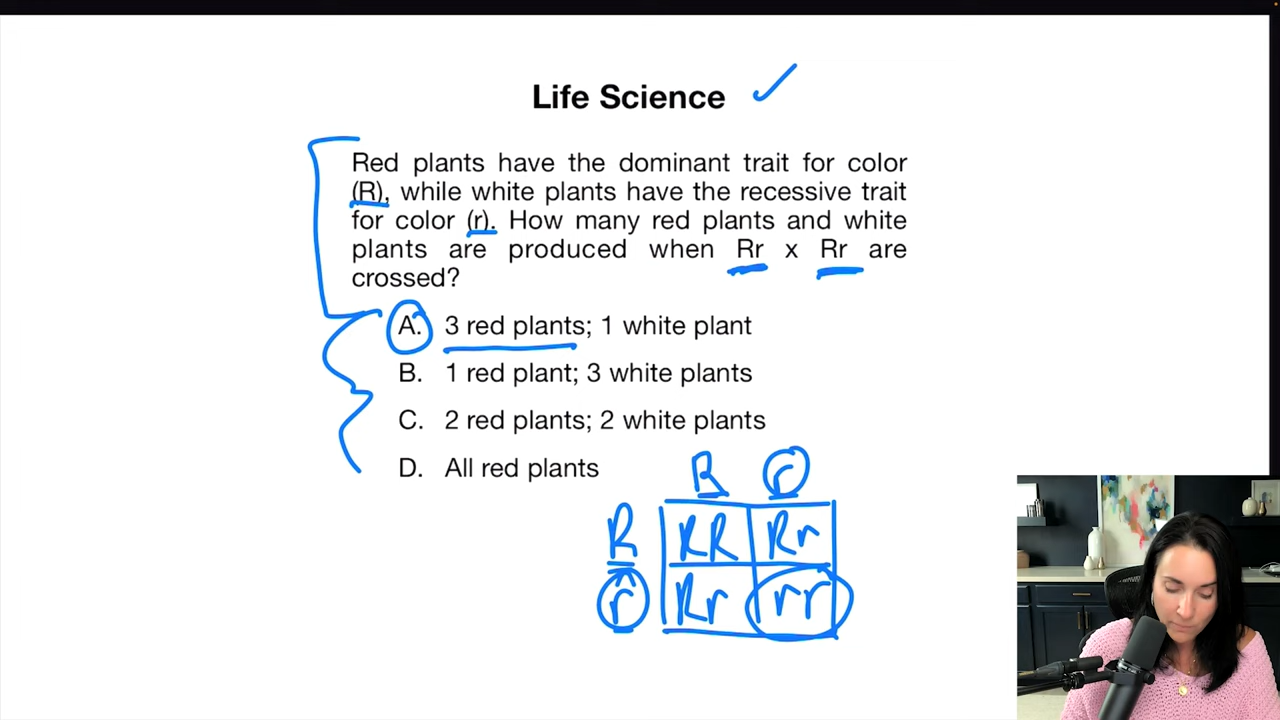 Life Science
Red plants have the dominant trait for color
(R), while white plants have the recessive trait
for color (r). How many red plants and white
plants are produced when Rr x Rr are
crossed?
A. 3 red plants; 1 white plant
B. 1 red plant; 3 white plants
C. 2 red plants; 2 white plants
D. All red plants
R r
R RR Rr
r Rr rr